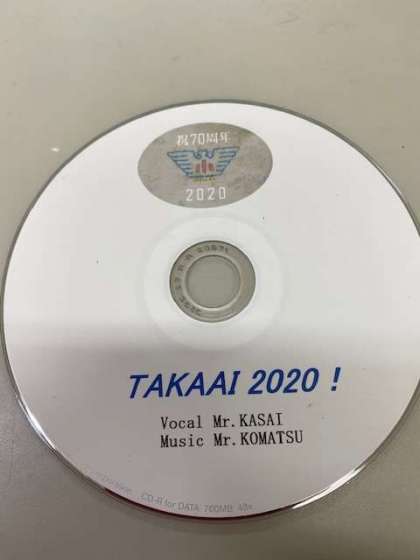 祝70周年
2020
TAKAAI 2020 !
Vocal Mr.KASAI
Music Mr.KOMATSU
CD-R for DATA 700MB 48x